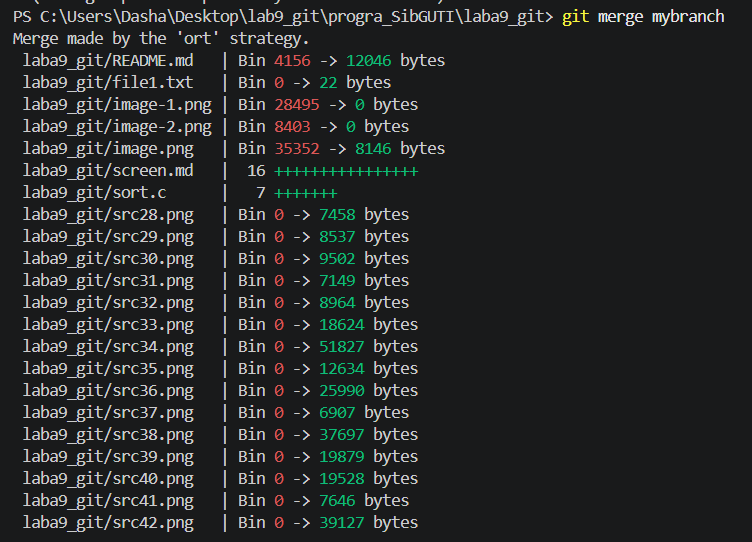 PS C:\Users\Dasha\Desktop\lab9_git\progra_SibGUTI\laba9_git> git merge mybranch
Merge made by the 'ort' strategy.
 laba9_git/README.md   | Bin 4156 -> 12046 bytes
 laba9_git/file1.txt   | Bin 0 -> 22 bytes
 laba9_git/image-1.png | Bin 28495 -> 0 bytes
 laba9_git/image-2.png | Bin 8403 -> 0 bytes
 laba9_git/image.png   | Bin 35352 -> 8146 bytes
 laba9_git/screen.md   |  16 ++++++++++++++++
 laba9_git/sort.c      |   7 +++++++
 laba9_git/src28.png   | Bin 0 -> 7458 bytes
 laba9_git/src29.png   | Bin 0 -> 8537 bytes
 laba9_git/src30.png   | Bin 0 -> 9502 bytes
 laba9_git/src31.png   | Bin 0 -> 7149 bytes
 laba9_git/src32.png   | Bin 0 -> 8964 bytes
 laba9_git/src33.png   | Bin 0 -> 18624 bytes
 laba9_git/src34.png   | Bin 0 -> 51827 bytes
 laba9_git/src35.png   | Bin 0 -> 12634 bytes
 laba9_git/src36.png   | Bin 0 -> 25990 bytes
 laba9_git/src37.png   | Bin 0 -> 6907 bytes
 laba9_git/src38.png   | Bin 0 -> 37697 bytes
 laba9_git/src39.png   | Bin 0 -> 19879 bytes
 laba9_git/src40.png   | Bin 0 -> 19528 bytes
 laba9_git/src41.png   | Bin 0 -> 7646 bytes
 laba9_git/src42.png   | Bin 0 -> 39127 bytes